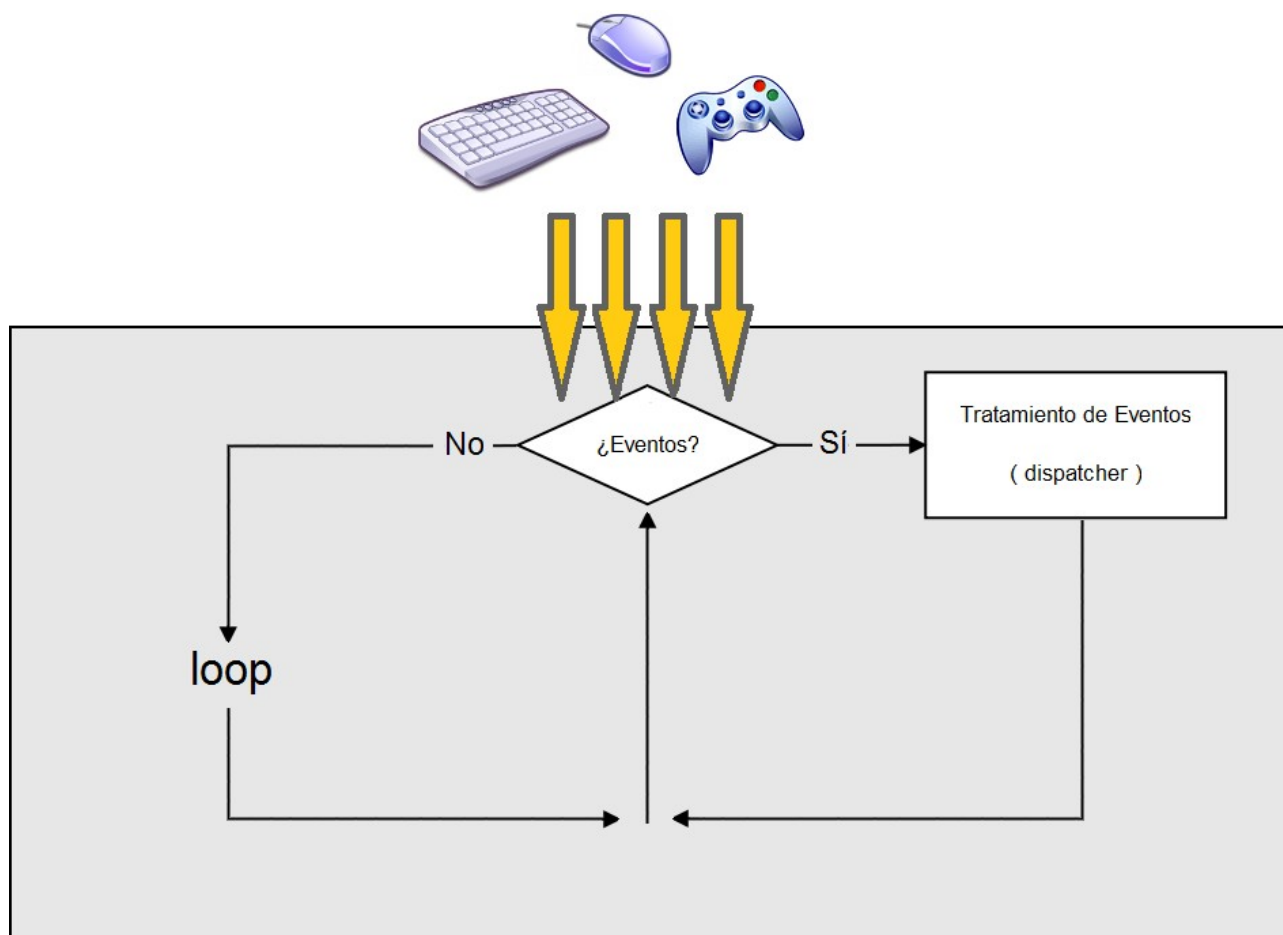 No
¿Eventos?
Sí
Tratamiento de Eventos
( dispatcher )
loop